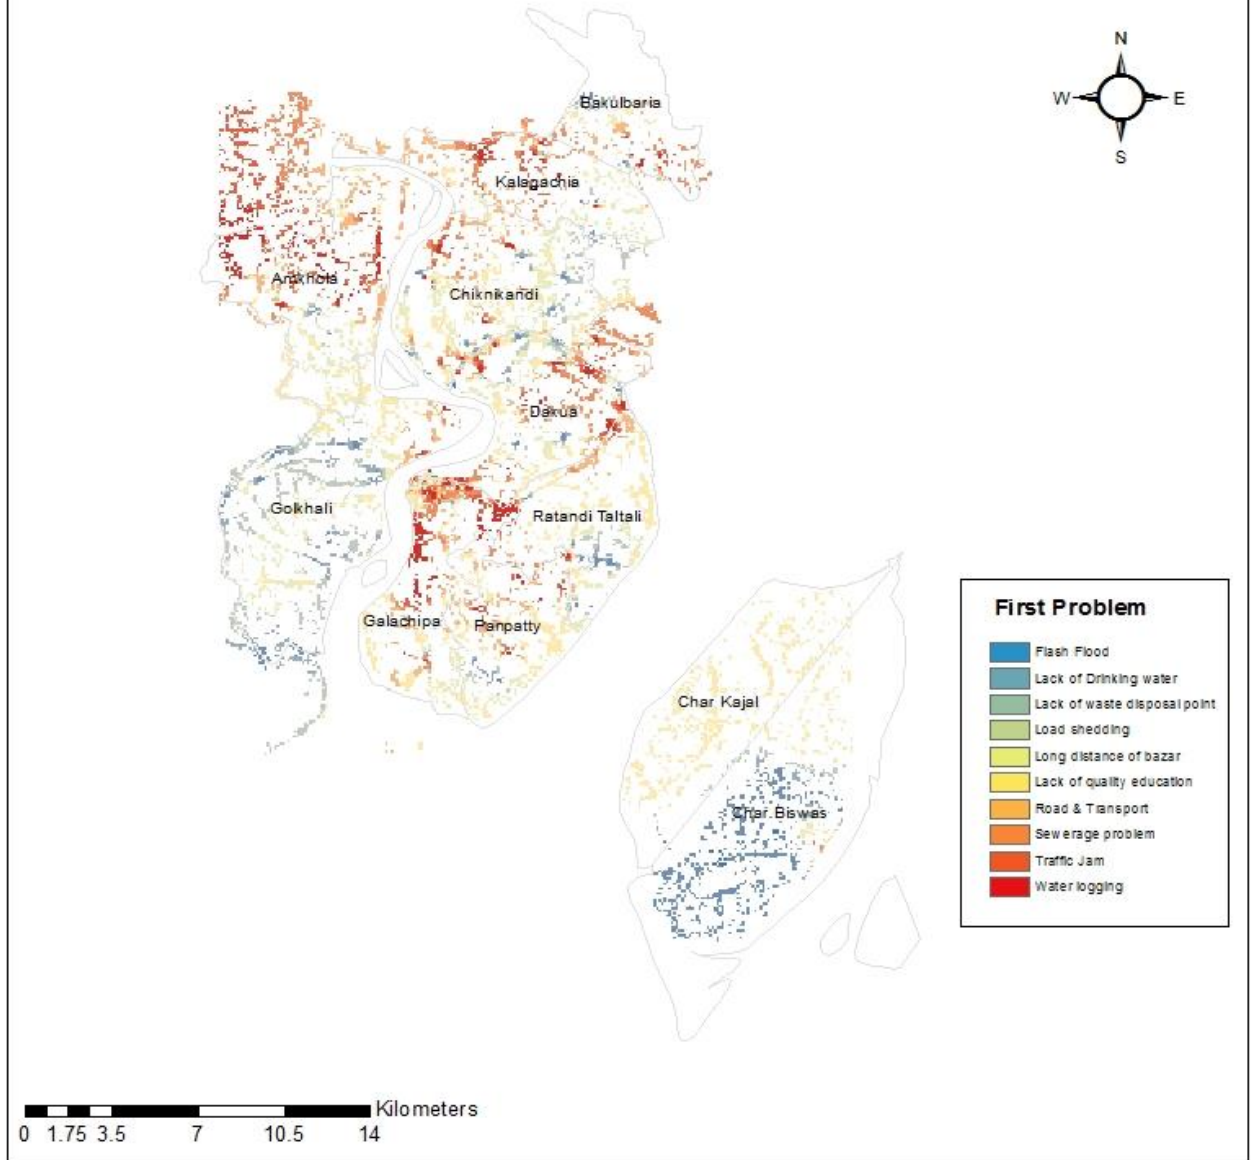 N
W E
S
Bakulbaria
Kalagachia
Amkhola
Chiknikandi
Dakua
Golkhali
Ratandi Taltali
Galachipa
Panpatty
Char Kajal
Char Biswas
First Problem
Flash Flood
Lack of Drinking water
Lack of waste disposal point
Load shedding
Long distance of bazar
Lack of quality education
Road & Transport
Sewerage problem
Traffic Jam
Water logging
Kilometers
0 1.75 3.5 7 10.5 14